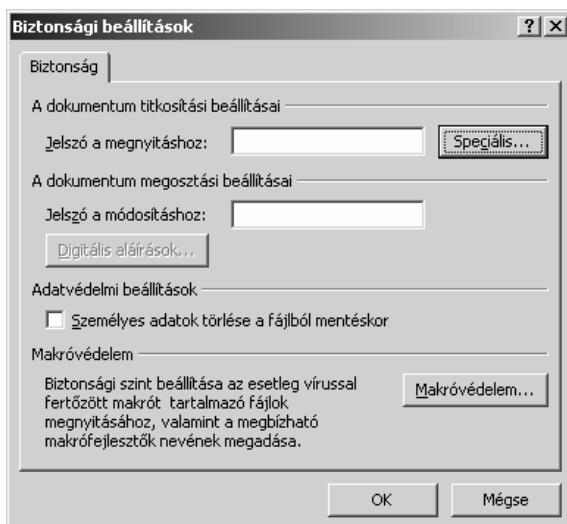 Biztonsági beállítások
Biztonság
A dokumentum titkosítási beállításai
Jelszó a megnyitáshoz:
Speciális...
A dokumentum megosztási beállításai
Jelszó a módosításhoz:
Digitális aláírások...
Adatvédelmi beállítások
Személyes adatok törlése a fájlból mentéskor
Makróvédelem
Biztonsági szint beállítása az esetleg vírussal
fertőzött makrót tartalmazó fájlok
megnyitásához, valamint a megbízható
makrófejlesztők nevének megadása.
Makróvédelem...
OK
Mégse